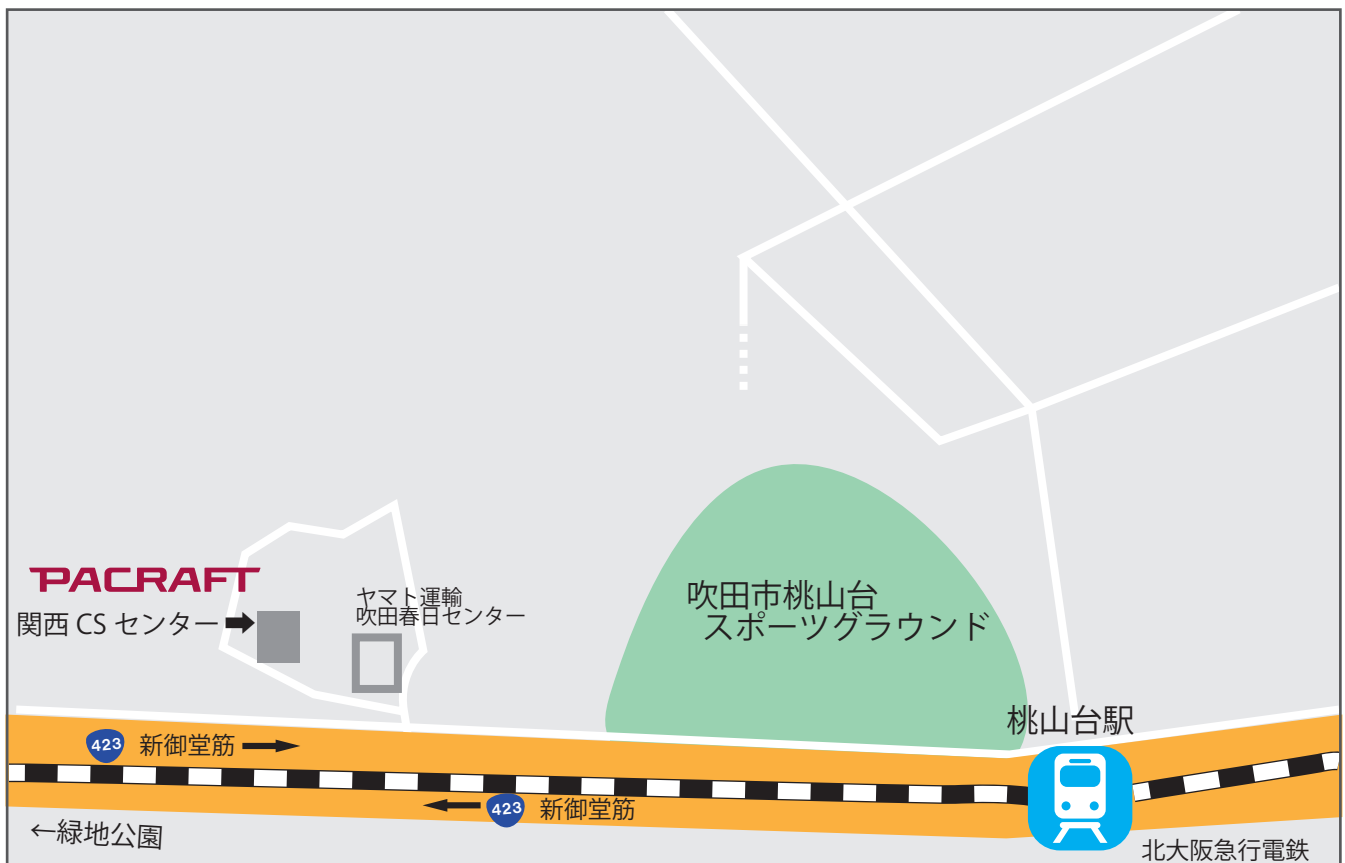 PACRAFT
関西 CS センター
ヤマト運輸
吹田春日センター
吹田市桃山台
スポーツグラウンド
桃山台駅
423 新御堂筋
423 新御堂筋
←緑地公園
北大阪急行電鉄